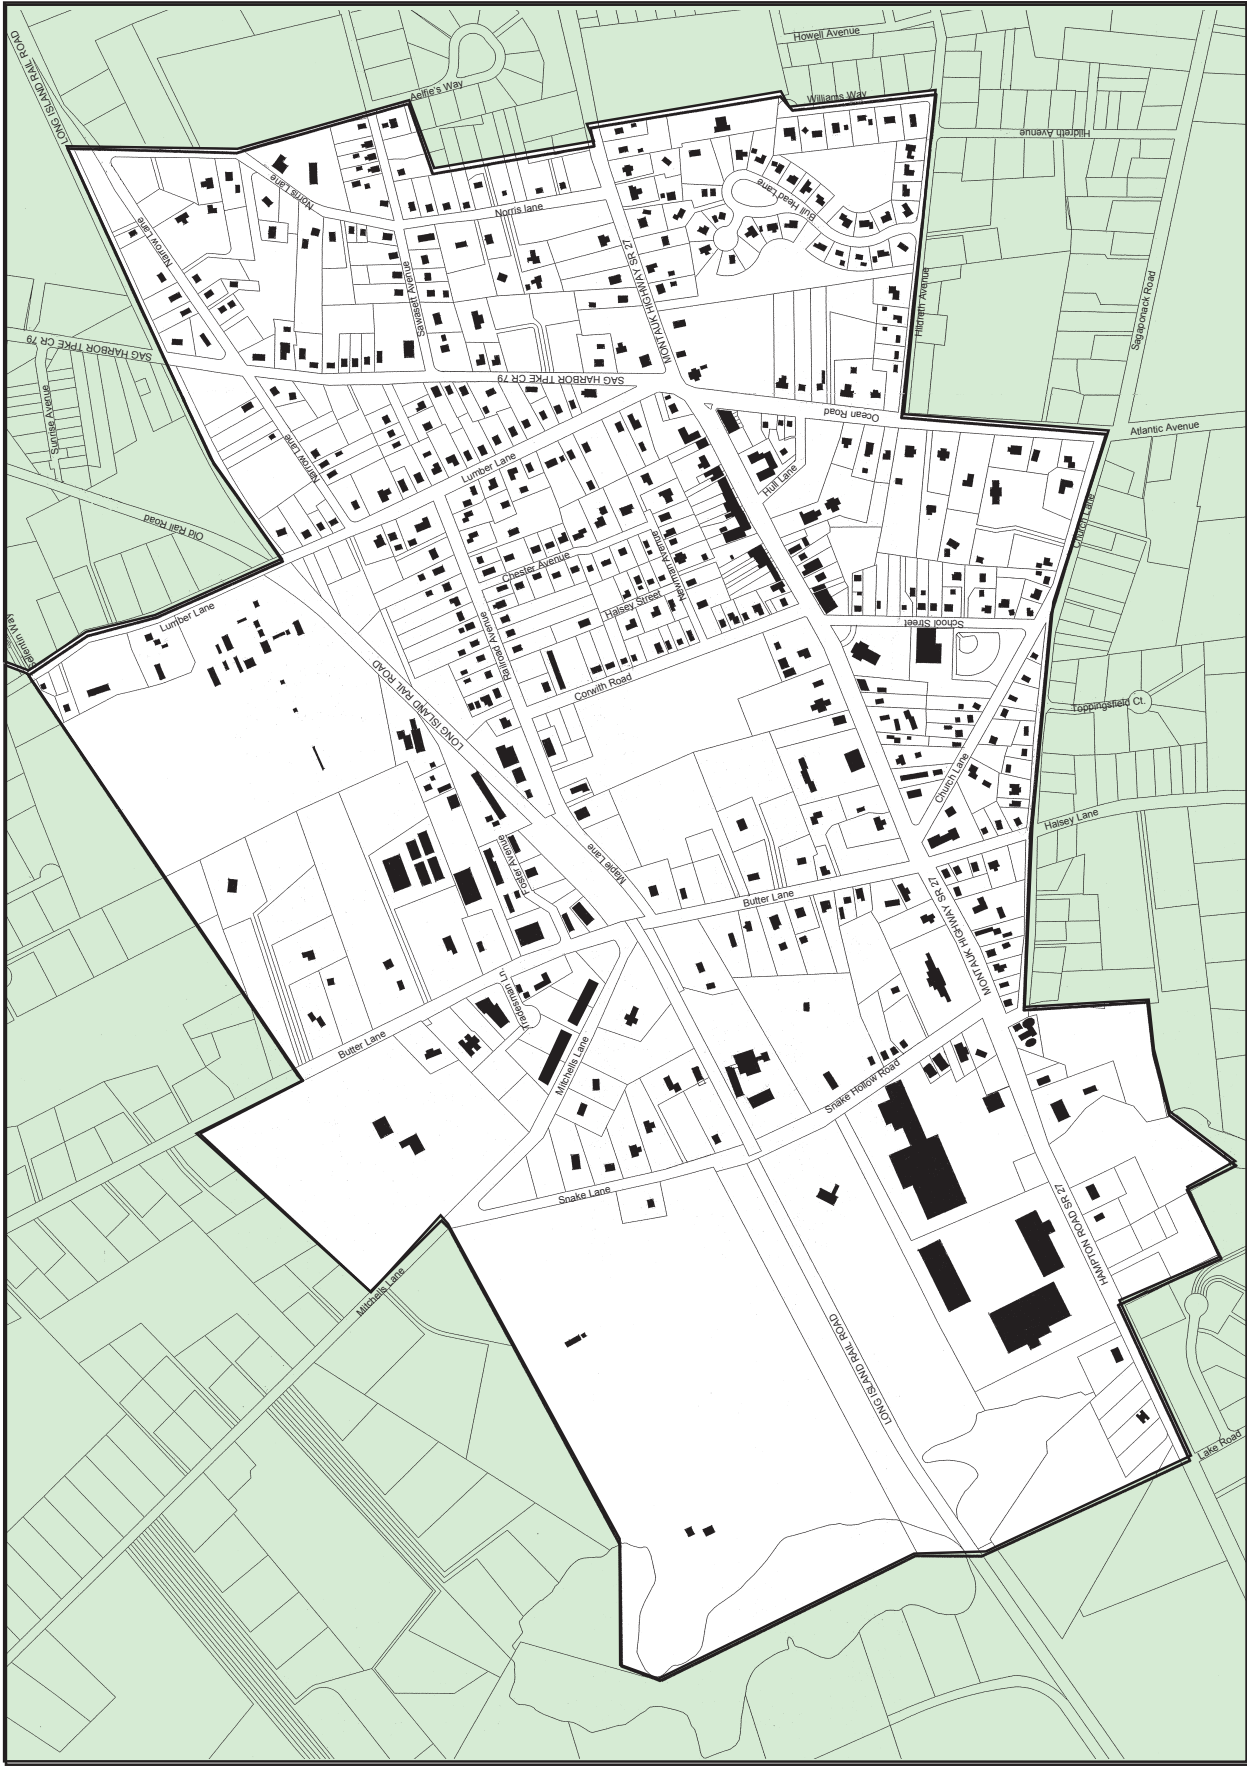 Howell Avenue
LONG ISLAND RAIL ROAD
Aelfie's Way
Williams Way
Hildreth Avenue
Norris Lane
Norris lane
Bull Head Lane
Narrow Lane
MONTAUK HIGHWAY SR 27
Sawasett Avenue
Hildreth Avenue
Sagaponack Road
SAG HARBOR TPKE CR 79
SAG HARBOR TPKE CR 79
Sunrise Avenue
Ocean Road
Atlantic Avenue
Narrow Lane
Lumber Lane
Hull Lane
Old Rail Road
Church Lane
Chester Avenue
Newman Avenue
Halsey Street
Lumber Lane
School Street
Railroad Avenue
LONG ISLAND RAIL ROAD
Corwith Road
Toppingsfield Ct.
Church Lane
Halsey Lane
Foster Avenue
Maple Lane
Butter Lane
MONTAUK HIGHWAY SR 27
Tradesman Ln
Butter Lane
Mitchells Lane
Snake Hollow Road
Snake Lane
HAMPTON ROAD SR 27
Mitchells Lane
LONG ISLAND RAIL ROAD
Lake Road